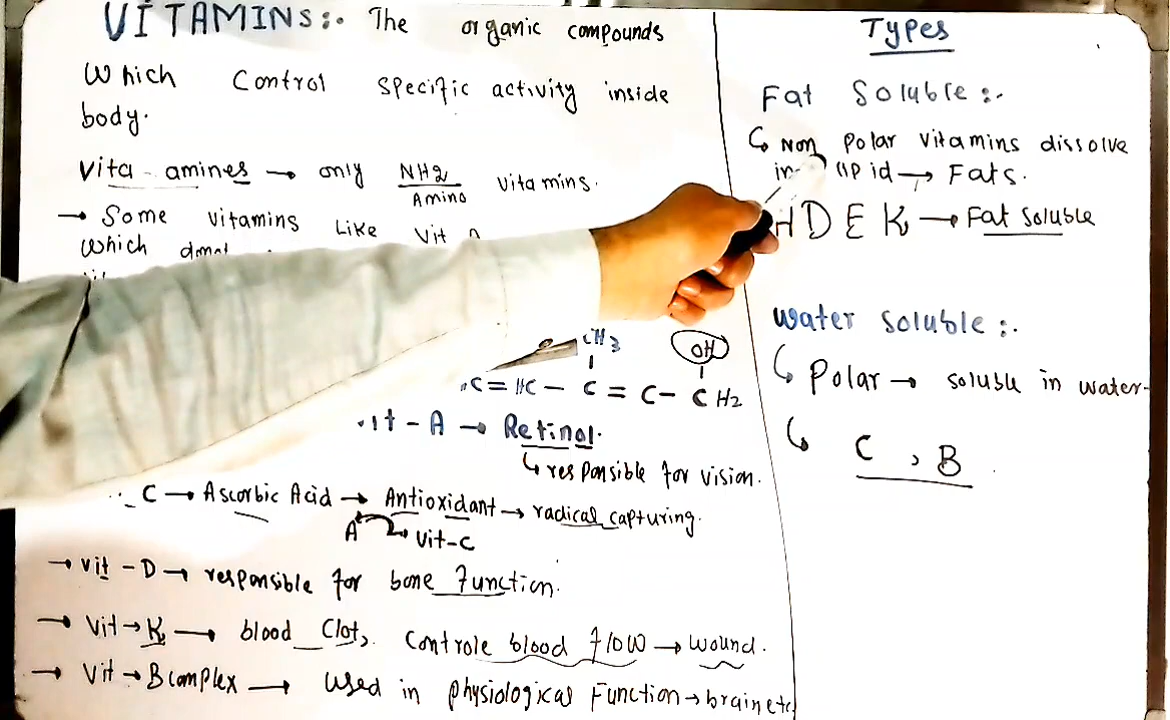 VITAMINS:. The organic compounds
Which Control specific activity inside
body.
Vita amines → only NH2 vitamins.
Amino
→ Some vitamins Like Vit
which
CH3
OH
C = HC – C = C – CH2
- A → Retinol.
↳ responsible for vision.
C → Ascorbic Acid → Antioxidant → radical capturing.
A Vit-C
→ Vit - D → responsible for bone Function.
→ Vit → K → blood Clot, Controle blood flow → wound.
→ Vit → B complex → used in physiological Function → brain etc
Types
Fat Soluble :.
↳ Non Polar Vitamins dissolve
in lipid → Fats.
D E K → Fat soluble
Water Soluble :.
↳ Polar → soluble in water
↳ C , B